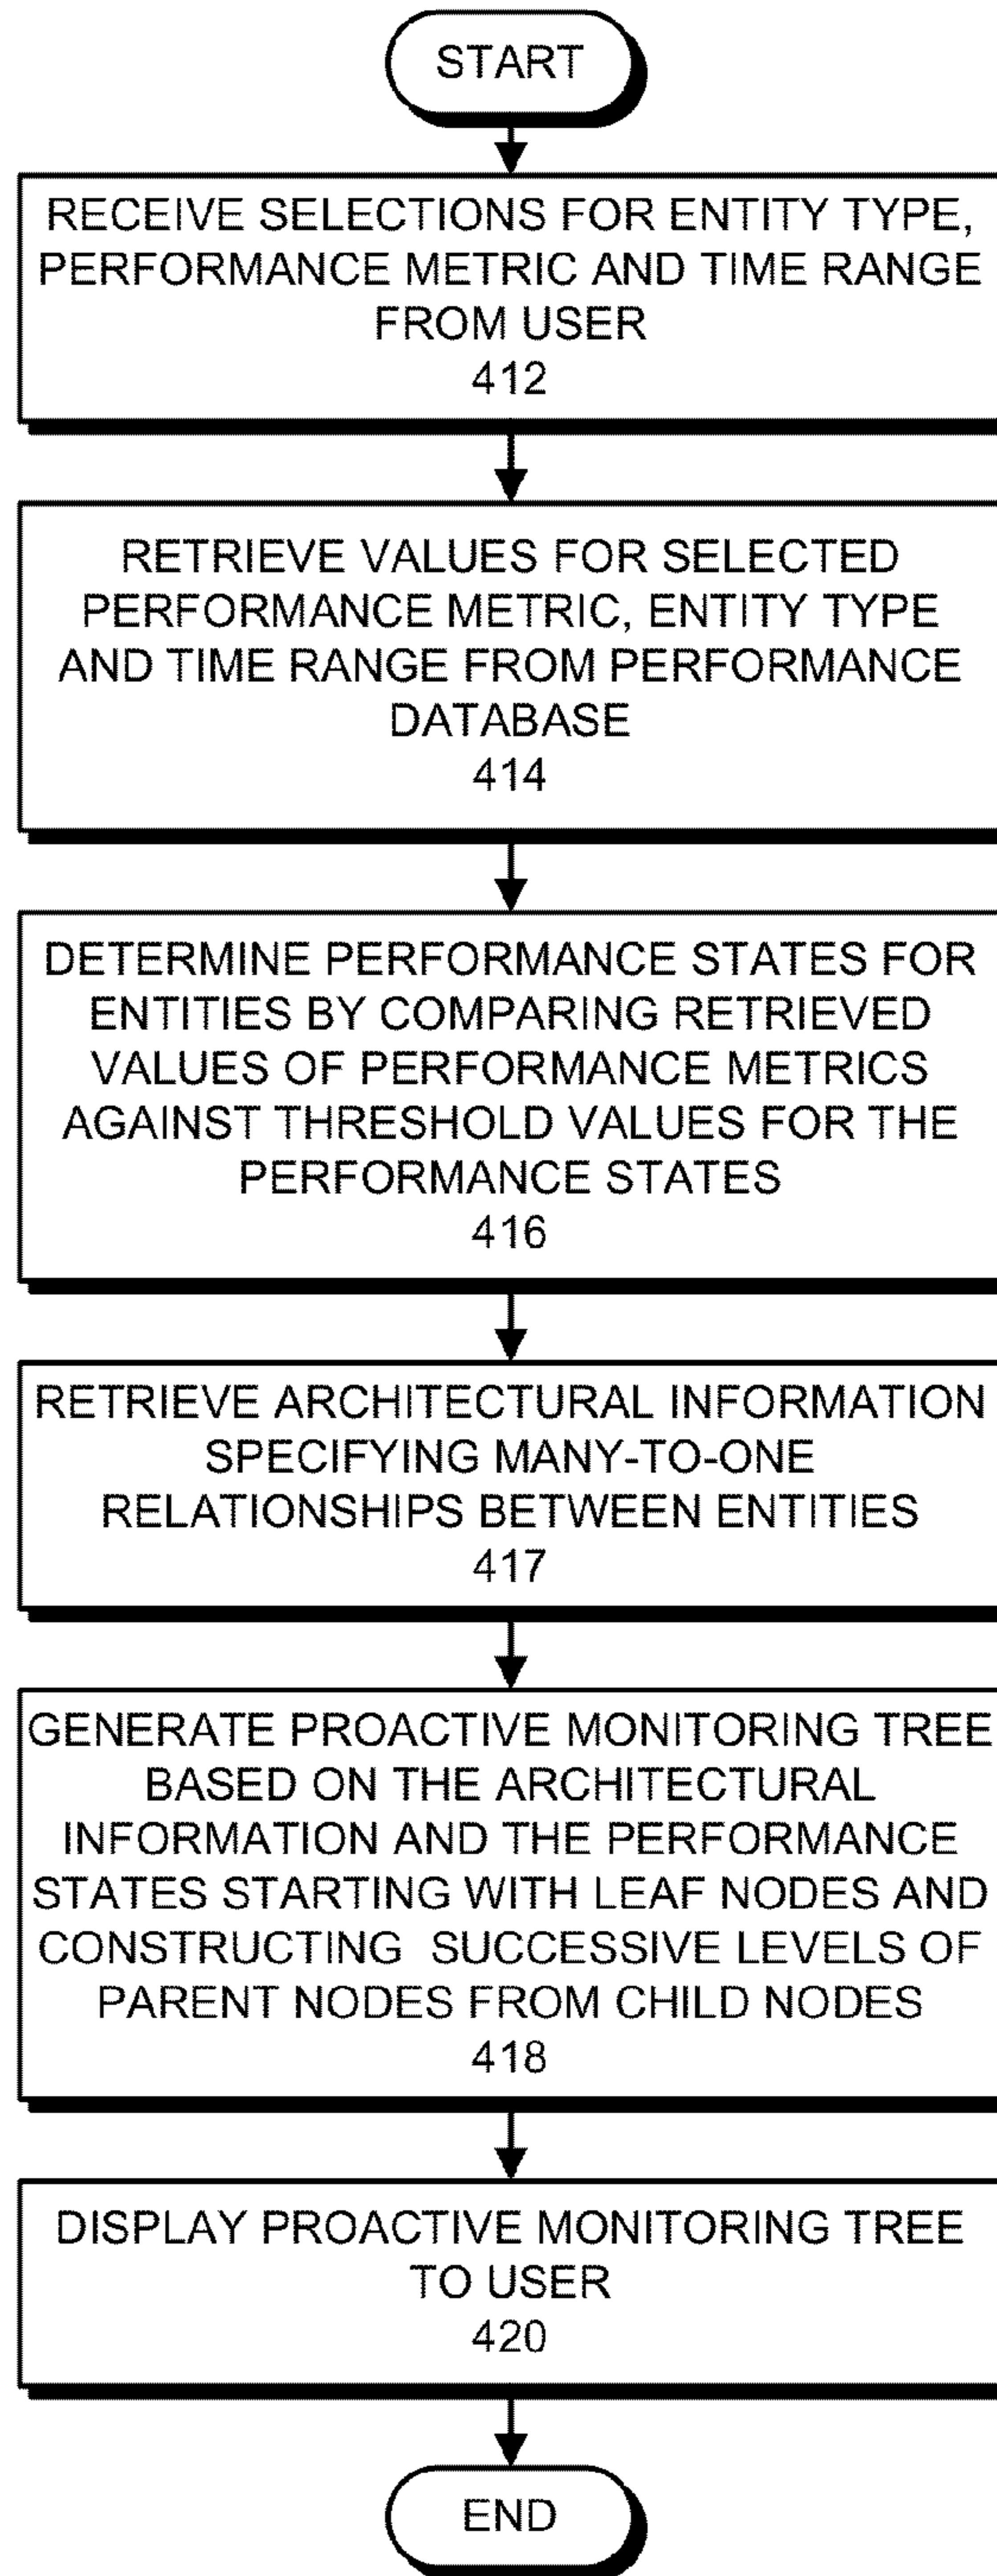 START
RECEIVE SELECTIONS FOR ENTITY TYPE,
PERFORMANCE METRIC AND TIME RANGE
FROM USER
412
RETRIEVE VALUES FOR SELECTED
PERFORMANCE METRIC, ENTITY TYPE
AND TIME RANGE FROM PERFORMANCE
DATABASE
414
DETERMINE PERFORMANCE STATES FOR
ENTITIES BY COMPARING RETRIEVED
VALUES OF PERFORMANCE METRICS
AGAINST THRESHOLD VALUES FOR THE
PERFORMANCE STATES
416
RETRIEVE ARCHITECTURAL INFORMATION
SPECIFYING MANY-TO-ONE
RELATIONSHIPS BETWEEN ENTITIES
417
GENERATE PROACTIVE MONITORING TREE
BASED ON THE ARCHITECTURAL
INFORMATION AND THE PERFORMANCE
STATES STARTING WITH LEAF NODES AND
CONSTRUCTING SUCCESSIVE LEVELS OF
PARENT NODES FROM CHILD NODES
418
DISPLAY PROACTIVE MONITORING TREE
TO USER
420
END